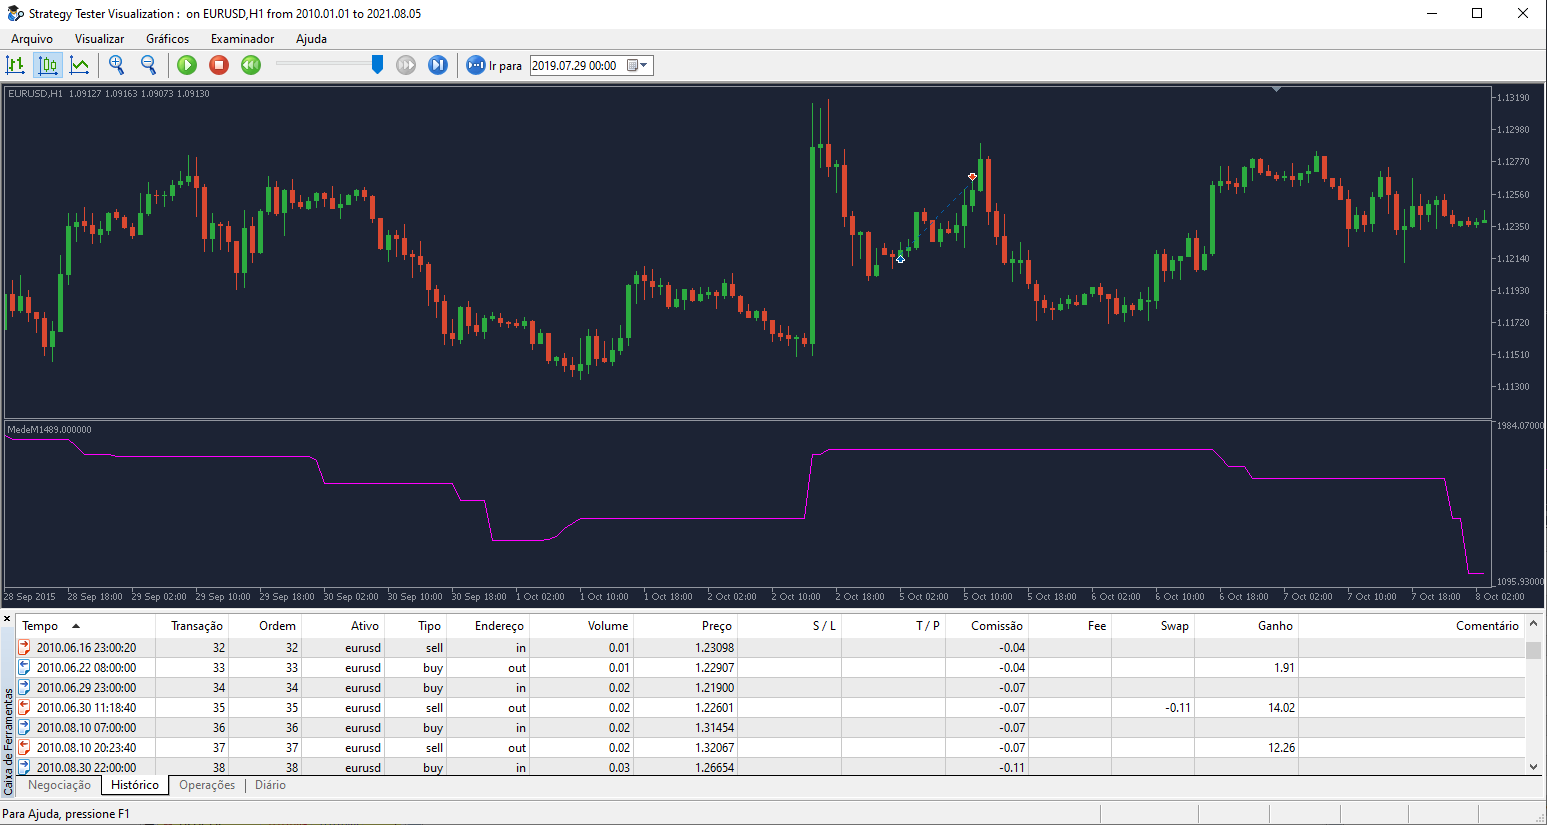 Strategy Tester Visualization :  on EURUSD,H1 from 2010.01.01 to 2021.08.05
Arquivo Visualizar Gráficos Examinador Ajuda
Ir para 2019.07.29 00:00
EURUSD,H1 1.09127 1.09163 1.09073 1.09130
1.13190
1.12980
1.12770
1.12560
1.12350
1.12140
1.11930
1.11720
1.11510
1.11300
MedeM1489.000000
1984.07000
1095.93000
28 Sep 2015 28 Sep 18:00 29 Sep 02:00 29 Sep 10:00 29 Sep 18:00 30 Sep 02:00 30 Sep 10:00 30 Sep 18:00 1 Oct 02:00 1 Oct 10:00 1 Oct 18:00 2 Oct 02:00 2 Oct 10:00 2 Oct 18:00 5 Oct 02:00 5 Oct 10:00 5 Oct 18:00 6 Oct 02:00 6 Oct 10:00 6 Oct 18:00 7 Oct 02:00 7 Oct 10:00 7 Oct 18:00 8 Oct 02:00
Caixa de Ferramentas
Tempo Transação Ordem Ativo Tipo Endereço Volume Preço S / L T / P Comissão Fee Swap Ganho Comentário
2010.06.16 23:00:20 32 32 eurusd sell in 0.01 1.23098 -0.04
2010.06.22 08:00:00 33 33 eurusd buy out 0.01 1.22907 -0.04 1.91
2010.06.29 23:00:00 34 34 eurusd buy in 0.02 1.21900 -0.07
2010.06.30 11:18:40 35 35 eurusd sell out 0.02 1.22601 -0.07 -0.11 14.02
2010.08.10 07:00:00 36 36 eurusd buy in 0.02 1.31454 -0.07
2010.08.10 20:23:40 37 37 eurusd sell out 0.02 1.32067 -0.07 12.26
2010.08.30 22:00:00 38 38 eurusd buy in 0.03 1.26654 -0.11
Negociação Histórico Operações Diário
Para Ajuda, pressione F1